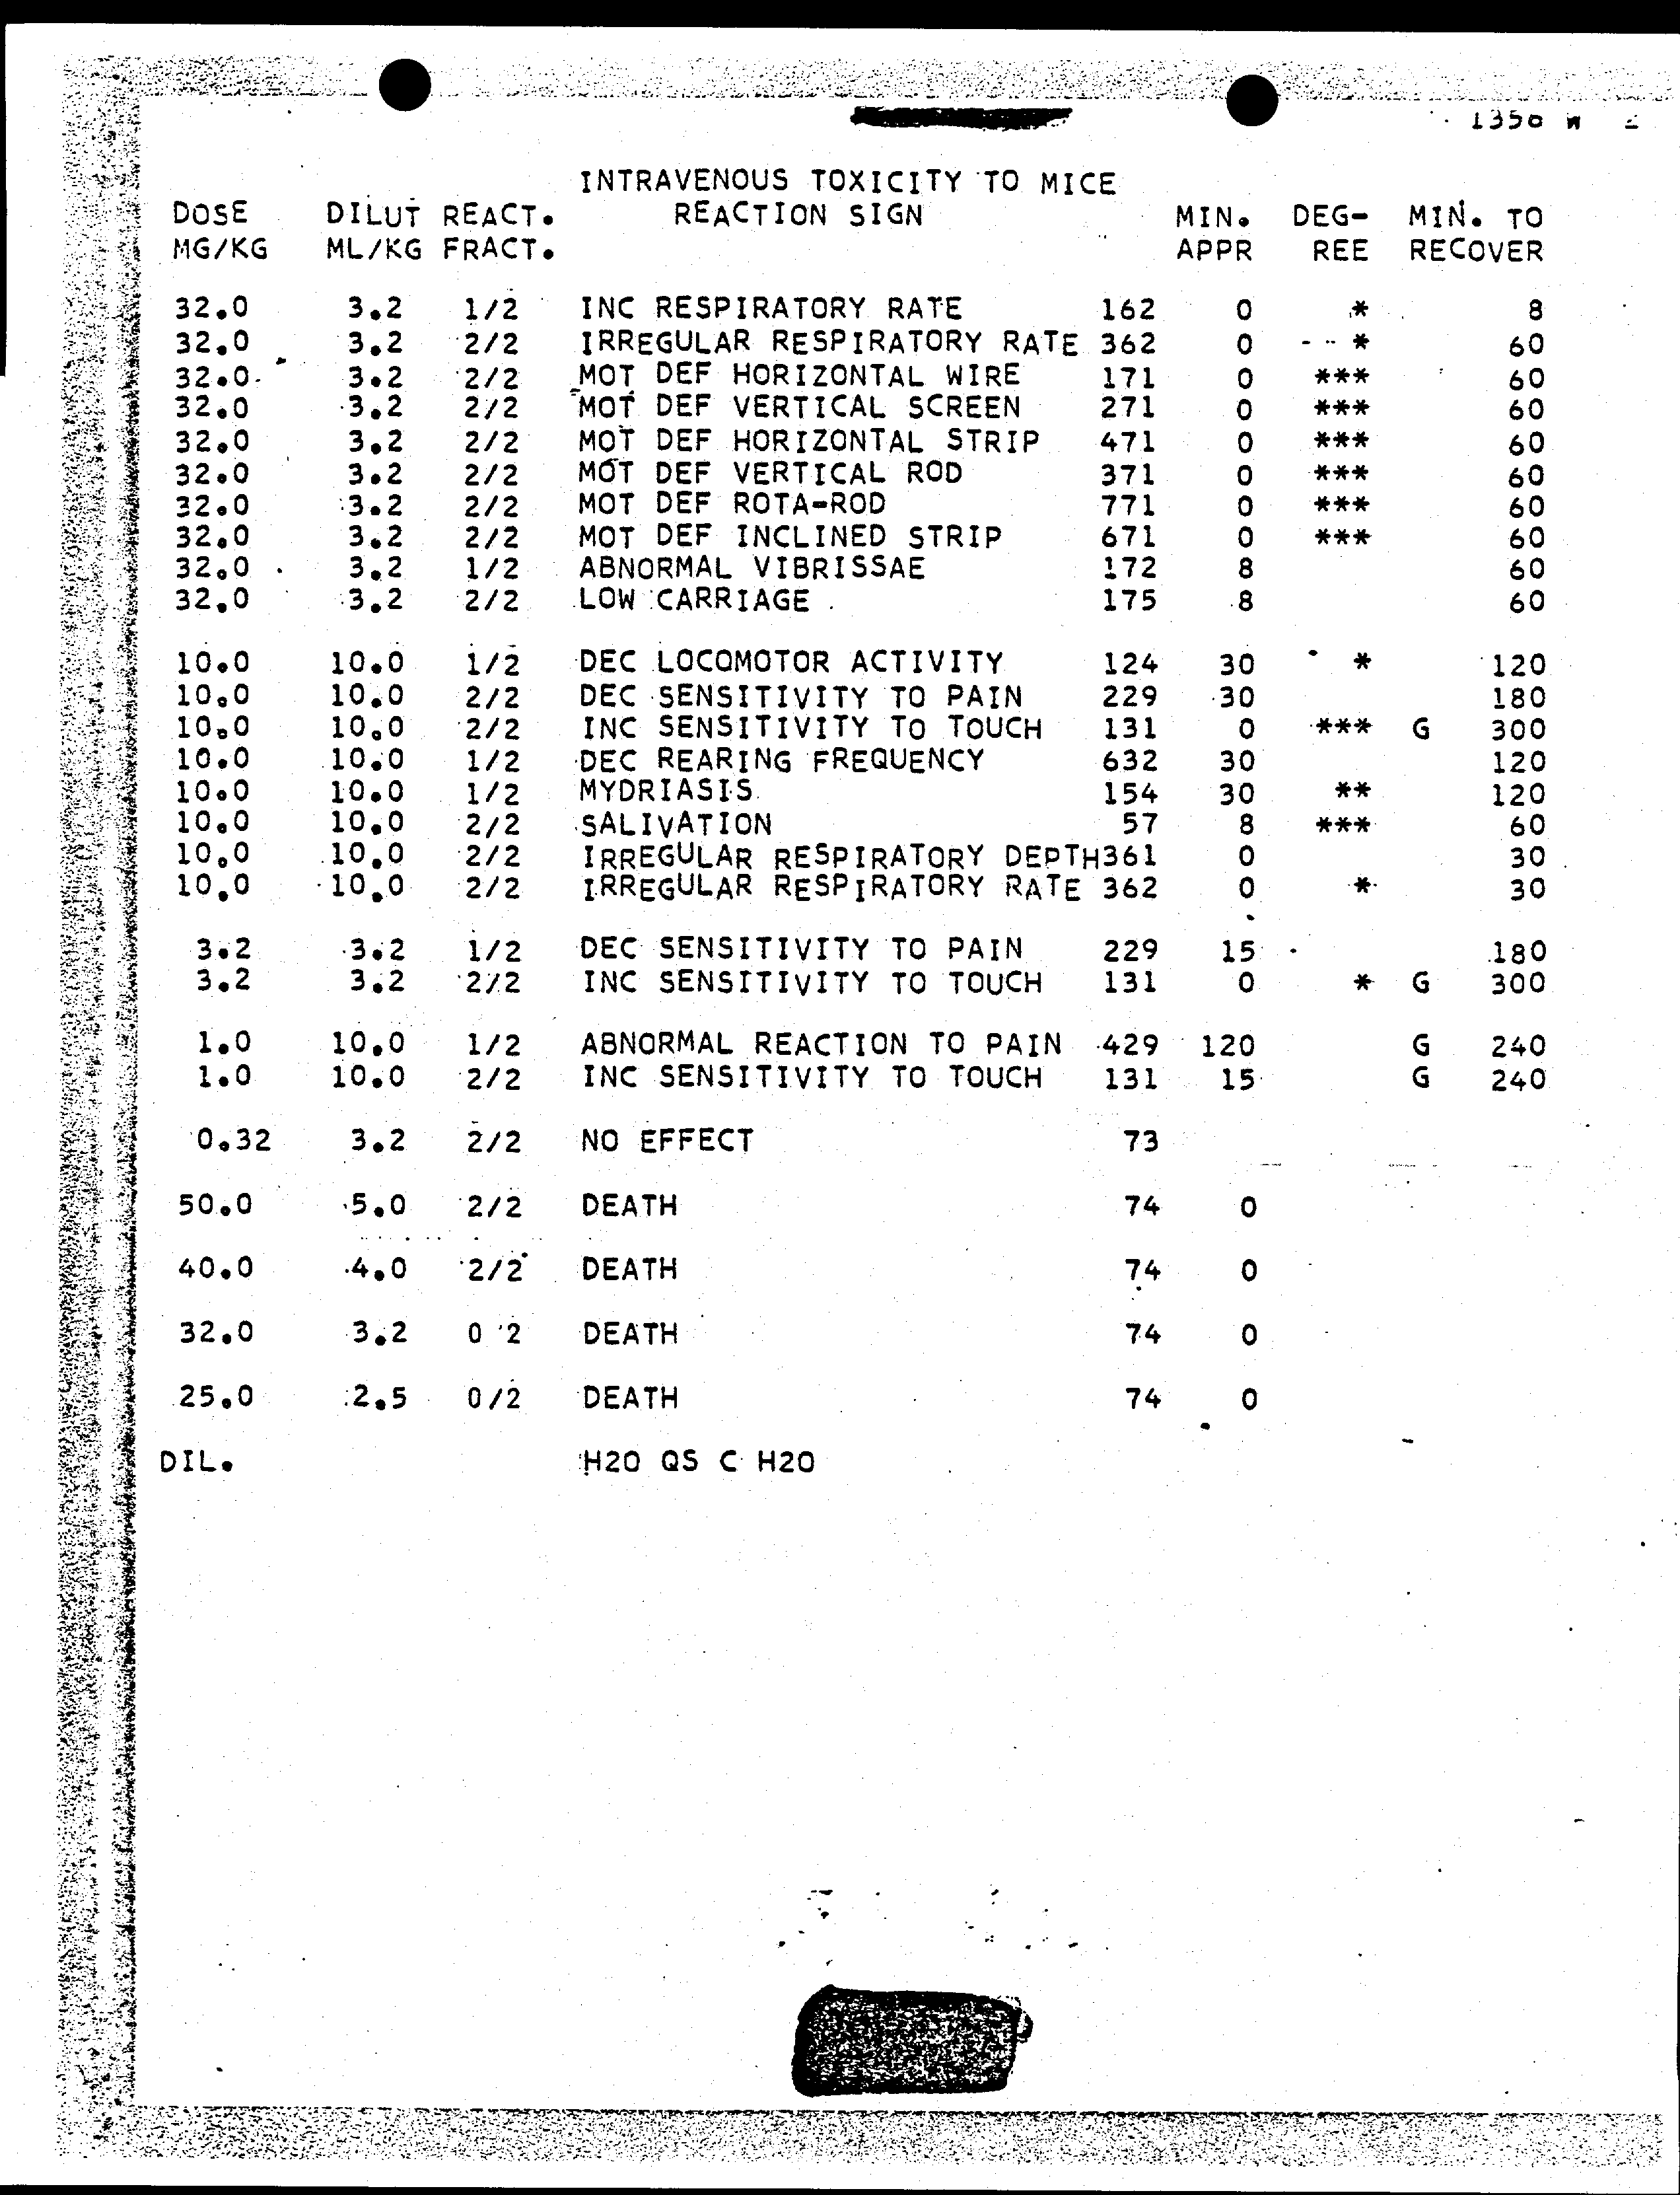 INTRAVENOUS TOXICITY TO MICE
DOSE DILUT REACT. REACTION SIGN MIN. DEG- MIN. TO
MG/KG ML/KG FRACT. APPR REE RECOVER
32.0 3.2 1/2 INC RESPIRATORY RATE 162 0 * 8
32.0 3.2 2/2 IRREGULAR RESPIRATORY RATE 362 0 * 60
32.0 3.2 2/2 MOT DEF HORIZONTAL WIRE 171 0 *** 60
32.0 3.2 2/2 MOT DEF VERTICAL SCREEN 271 0 *** 60
32.0 3.2 2/2 MOT DEF HORIZONTAL STRIP 471 0 *** 60
32.0 3.2 2/2 MOT DEF VERTICAL ROD 371 0 *** 60
32.0 3.2 2/2 MOT DEF ROTA-ROD 771 0 *** 60
32.0 3.2 2/2 MOT DEF INCLINED STRIP 671 0 *** 60
32.0 3.2 1/2 ABNORMAL VIBRISSAE 172 8 60
32.0 3.2 2/2 LOW CARRIAGE 175 8 60
10.0 10.0 1/2 DEC LOCOMOTOR ACTIVITY 124 30 * 120
10.0 10.0 2/2 DEC SENSITIVITY TO PAIN 229 30 180
10.0 10.0 2/2 INC SENSITIVITY TO TOUCH 131 0 *** G 300
10.0 10.0 1/2 DEC REARING FREQUENCY 632 30 120
10.0 10.0 1/2 MYDRIASIS 154 30 ** 120
10.0 10.0 2/2 SALIVATION 57 8 *** 60
10.0 10.0 2/2 IRREGULAR RESPIRATORY DEPTH361 0 30
10.0 10.0 2/2 IRREGULAR RESPIRATORY RATE 362 0 * 30
3.2 3.2 1/2 DEC SENSITIVITY TO PAIN 229 15 180
3.2 3.2 2/2 INC SENSITIVITY TO TOUCH 131 0 * G 300
1.0 10.0 1/2 ABNORMAL REACTION TO PAIN 429 120 G 240
1.0 10.0 2/2 INC SENSITIVITY TO TOUCH 131 15 G 240
0.32 3.2 2/2 NO EFFECT 73
50.0 5.0 2/2 DEATH 74 0
40.0 4.0 2/2 DEATH 74 0
32.0 3.2 0 2 DEATH 74 0
25.0 2.5 0/2 DEATH 74 0
DIL. H2O QS C H2O